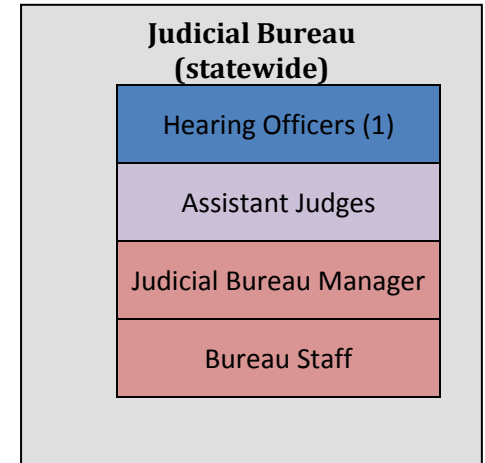 Judicial Bureau
(statewide)
Hearing Officers (1)
Assistant Judges
Judicial Bureau Manager
Bureau Staff